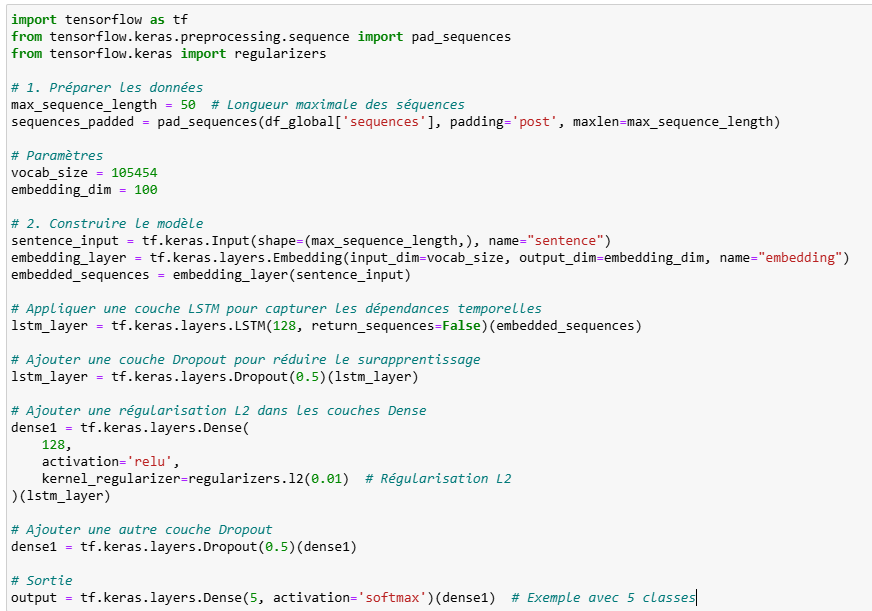 import tensorflow as tf
from tensorflow.keras.preprocessing.sequence import pad_sequences
from tensorflow.keras import regularizers

# 1. Préparer les données
max_sequence_length = 50  # Longueur maximale des séquences
sequences_padded = pad_sequences(df_global['sequences'], padding='post', maxlen=max_sequence_length)

# Paramètres
vocab_size = 105454
embedding_dim = 100

# 2. Construire le modèle
sentence_input = tf.keras.Input(shape=(max_sequence_length,), name="sentence")
embedding_layer = tf.keras.layers.Embedding(input_dim=vocab_size, output_dim=embedding_dim, name="embedding")
embedded_sequences = embedding_layer(sentence_input)

# Appliquer une couche LSTM pour capturer les dépendances temporelles
lstm_layer = tf.keras.layers.LSTM(128, return_sequences=False)(embedded_sequences)

# Ajouter une couche Dropout pour réduire le surapprentissage
lstm_layer = tf.keras.layers.Dropout(0.5)(lstm_layer)

# Ajouter une régularisation L2 dans les couches Dense
dense1 = tf.keras.layers.Dense(
    128,
    activation='relu',
    kernel_regularizer=regularizers.l2(0.01)  # Régularisation L2
)(lstm_layer)

# Ajouter une autre couche Dropout
dense1 = tf.keras.layers.Dropout(0.5)(dense1)

# Sortie
output = tf.keras.layers.Dense(5, activation='softmax')(dense1)  # Exemple avec 5 classes